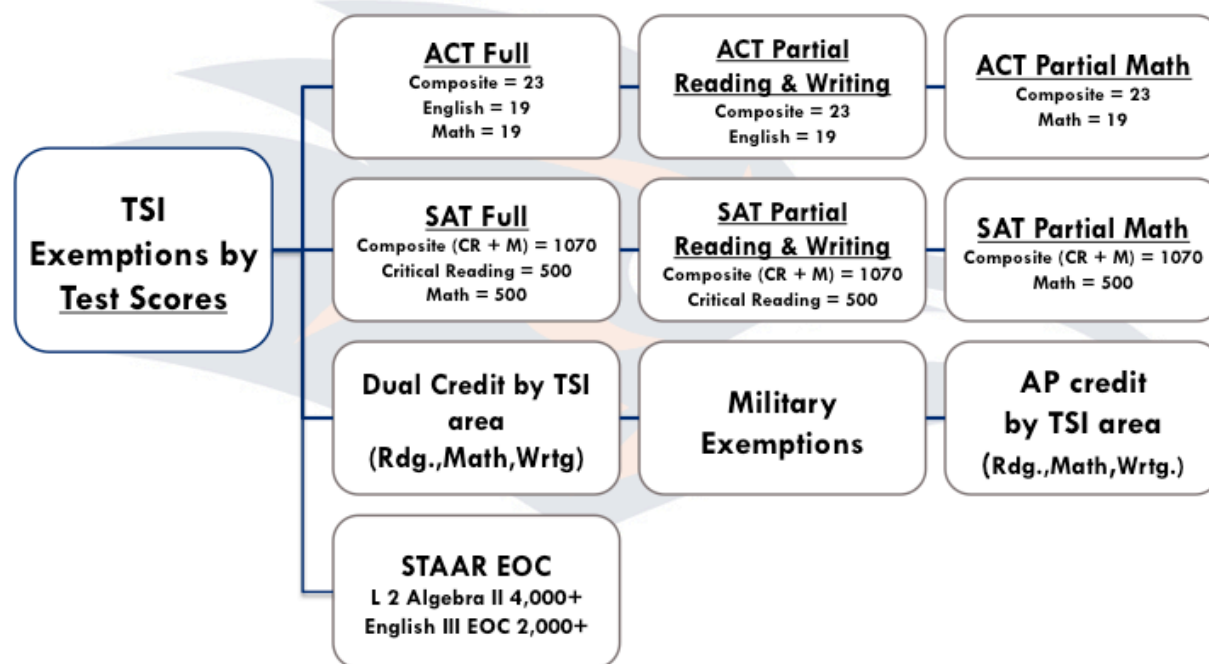 TSI
Exemptions by
Test Scores
ACT Full
Composite = 23
English = 19
Math = 19
ACT Partial
Reading & Writing
Composite = 23
English = 19
ACT Partial Math
Composite = 23
Math = 19
SAT Full
Composite (CR + M) = 1070
Critical Reading = 500
Math = 500
SAT Partial
Reading & Writing
Composite (CR + M) = 1070
Critical Reading = 500
SAT Partial Math
Composite (CR + M) = 1070
Math = 500
Dual Credit by TSI
area
(Rdg.,Math,Wrtg)
Military
Exemptions
AP credit
by TSI area
(Rdg.,Math,Wrtg.)
STAAR EOC
L 2 Algebra II 4,000+
English III EOC 2,000+